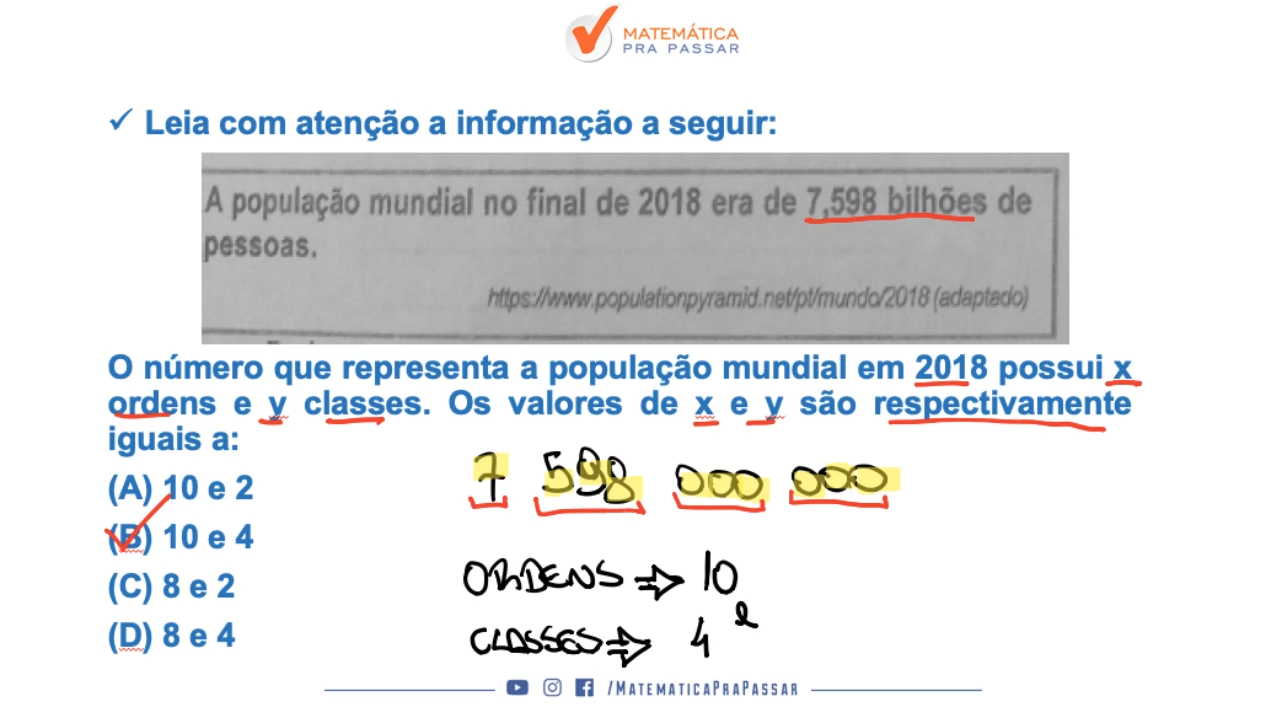 MATEMÁTICA
PRA PASSAR
✓ Leia com atenção a informação a seguir:
A população mundial no final de 2018 era de 7,598 bilhões de
pessoas.
https://www.populationpyramid.net/pt/mundo/2018 (adaptado)
O número que representa a população mundial em 2018 possui x
ordens e y classes. Os valores de x e y são respectivamente
iguais a:
7 598 000 000
(A) 10 e 2
(B) 10 e 4
(C) 8 e 2
(D) 8 e 4
ORDENS ⇒ 10
e
CLASSES ⇒ 4
/MATEMATICAPRAPASSAR